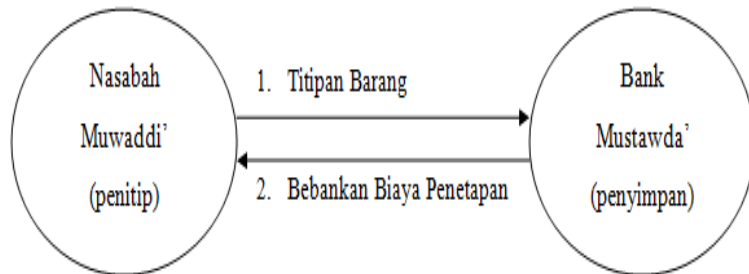 Nasabah
Muwaddi'
(penitip)
1. Titipan Barang
2. Bebankan Biaya Penetapan
Bank
Mustawda'
(penyimpan)